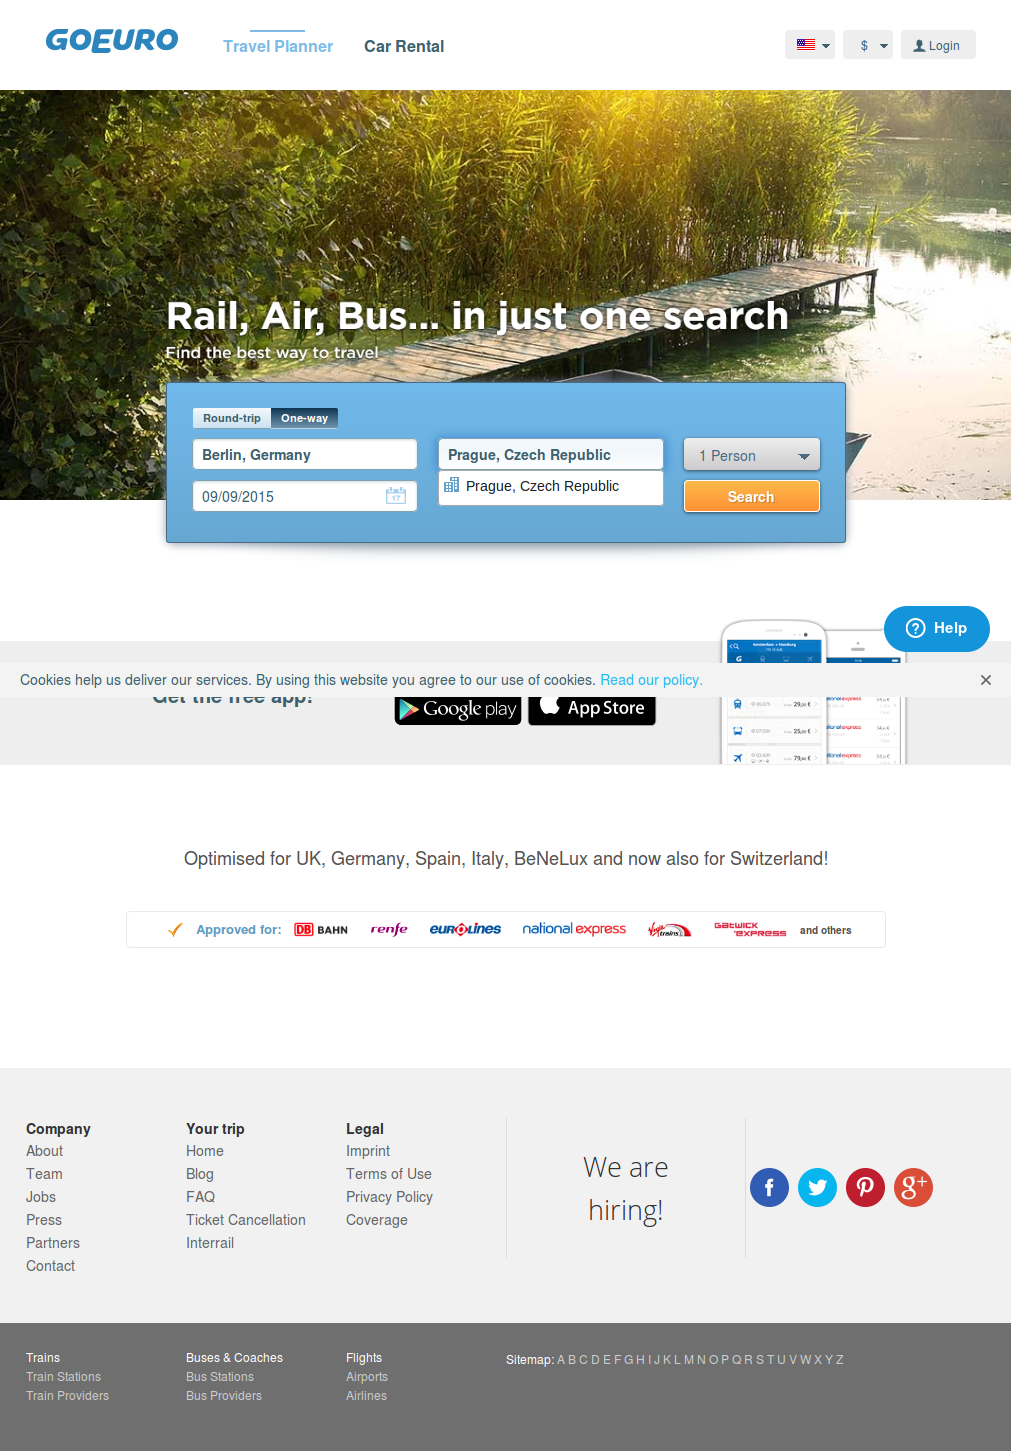 GOEURO
Travel Planner
Car Rental
$
Login
Rail, Air, Bus... in just one search
Find the best way to travel
Round-trip
One-way
Berlin, Germany
Prague, Czech Republic
1 Person
09/09/2015
17
Prague, Czech Republic
Search
Help
Cookies help us deliver our services. By using this website you agree to our use of cookies. Read our policy.
Get the free app!
Google play
App Store
Optimised for UK, Germany, Spain, Italy, BeNeLux and now also for Switzerland!
Approved for:
DB BAHN
renfe
eurolines
national express
Virgin trains
Gatwick express
and others
Company
About
Team
Jobs
Press
Partners
Contact
Your trip
Home
Blog
FAQ
Ticket Cancellation
Interrail
Legal
Imprint
Terms of Use
Privacy Policy
Coverage
We are
hiring!
Trains
Train Stations
Train Providers
Buses & Coaches
Bus Stations
Bus Providers
Flights
Airports
Airlines
Sitemap: A B C D E F G H I J K L M N O P Q R S T U V W X Y Z